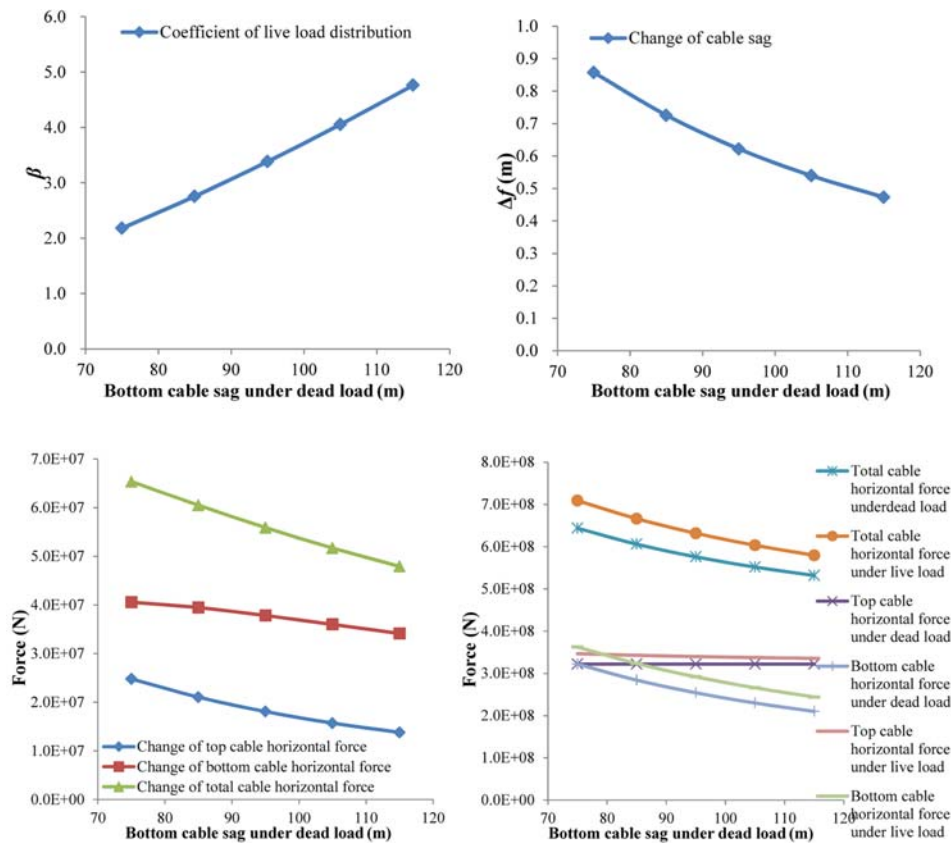 6.0
5.0
4.0
3.0
2.0
1.0
0.0
β
Coefficient of live load distribution
70 80 90 100 110 120
Bottom cable sag under dead load (m)
1.0
0.9
0.8
0.7
0.6
0.5
0.4
0.3
0.2
0.1
0.0
Δf (m)
Change of cable sag
70 80 90 100 110 120
Bottom cable sag under dead load (m)
7.0E+07
6.0E+07
5.0E+07
4.0E+07
3.0E+07
2.0E+07
1.0E+07
0.0E+00
Force (N)
Change of top cable horizontal force
Change of bottom cable horizontal force
Change of total cable horizontal force
70 80 90 100 110 120
Bottom cable sag under dead load (m)
8.0E+08
7.0E+08
6.0E+08
5.0E+08
4.0E+08
3.0E+08
2.0E+08
1.0E+08
0.0E+00
Force (N)
Total cable
horizontal force
underdead load
Total cable
horizontal force
under live load
Top cable
horizontal force
under dead load
Bottom cable
horizontal force
under dead load
Top cable
horizontal force
under live load
Bottom cable
horizontal force
under live load
70 80 90 100 110 120
Bottom cable sag under dead load (m)